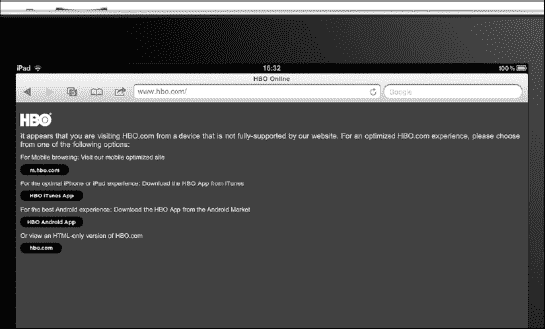 iPad 15:32 100%
HBO Online
www.hbo.com/ Google
HBO
It appears that you are visiting HBO.com from a device that is not fully-supported by our website. For an optimized HBO.com experience, please choose
from one of the following options:
For Mobile browsing: Visit our mobile optimized site
m.hbo.com
For the optimal iPhone or iPad experience: Download the HBO App from iTunes
HBO iTunes App
For the best Android experience: Download the HBO App from the Android Market
HBO Android App
Or view an HTML-only version of HBO.com
hbo.com